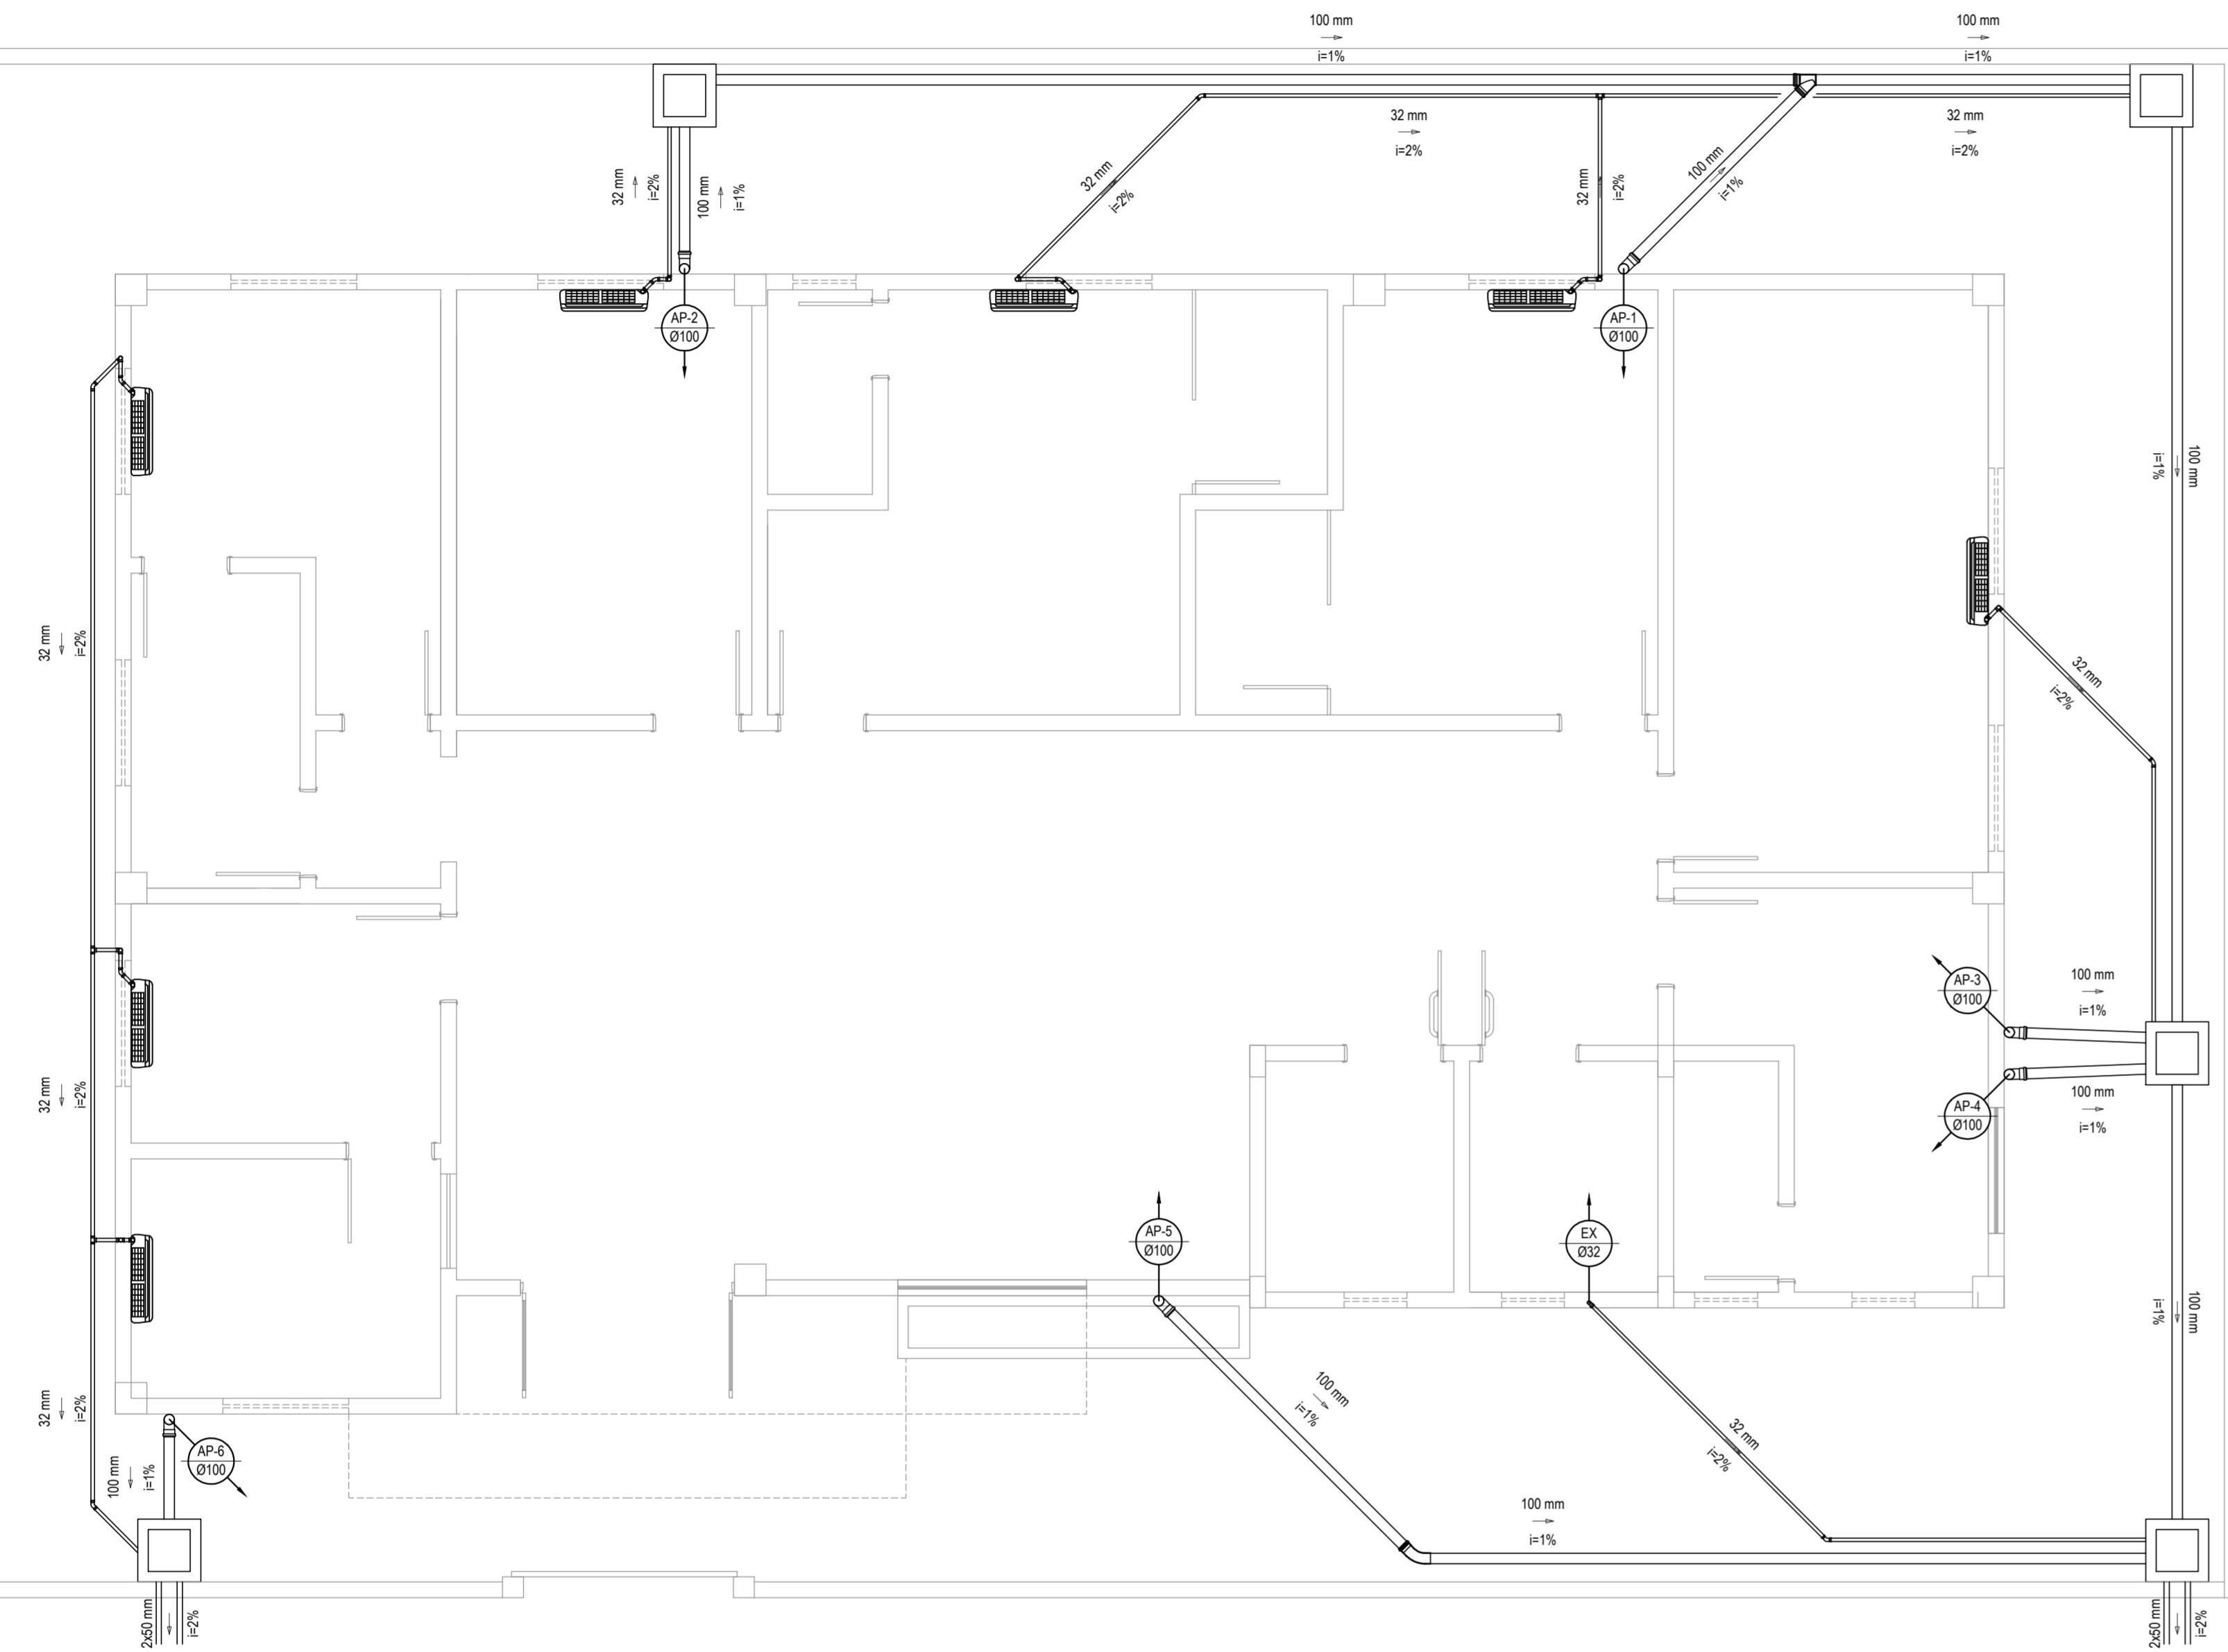 100 mm
i=1%
100 mm
i=1%
32 mm
i=2%
32 mm
i=2%
32 mm
i=2%
100 mm
i=1%
32 mm
i=2%
32 mm
i=2%
100 mm
i=1%
AP-2
Ø100
AP-1
Ø100
100 mm
i=1%
32 mm
i=2%
32 mm
i=2%
AP-3
Ø100
100 mm
i=1%
AP-4
Ø100
100 mm
i=1%
32 mm
i=2%
AP-5
Ø100
EX
Ø32
100 mm
i=1%
32 mm
i=2%
100 mm
i=1%
32 mm
i=2%
AP-6
Ø100
100 mm
i=1%
100 mm
i=1%
2x50 mm
i=2%
2x50 mm
i=2%